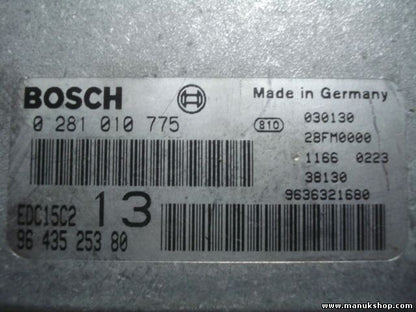 BOSCH
Made in Germany
0 281 010 775
810
030130
28FM0000
1166 0223
38130
9636321680
EDC15C2
13
96 435 253 80
www.manukshop.com